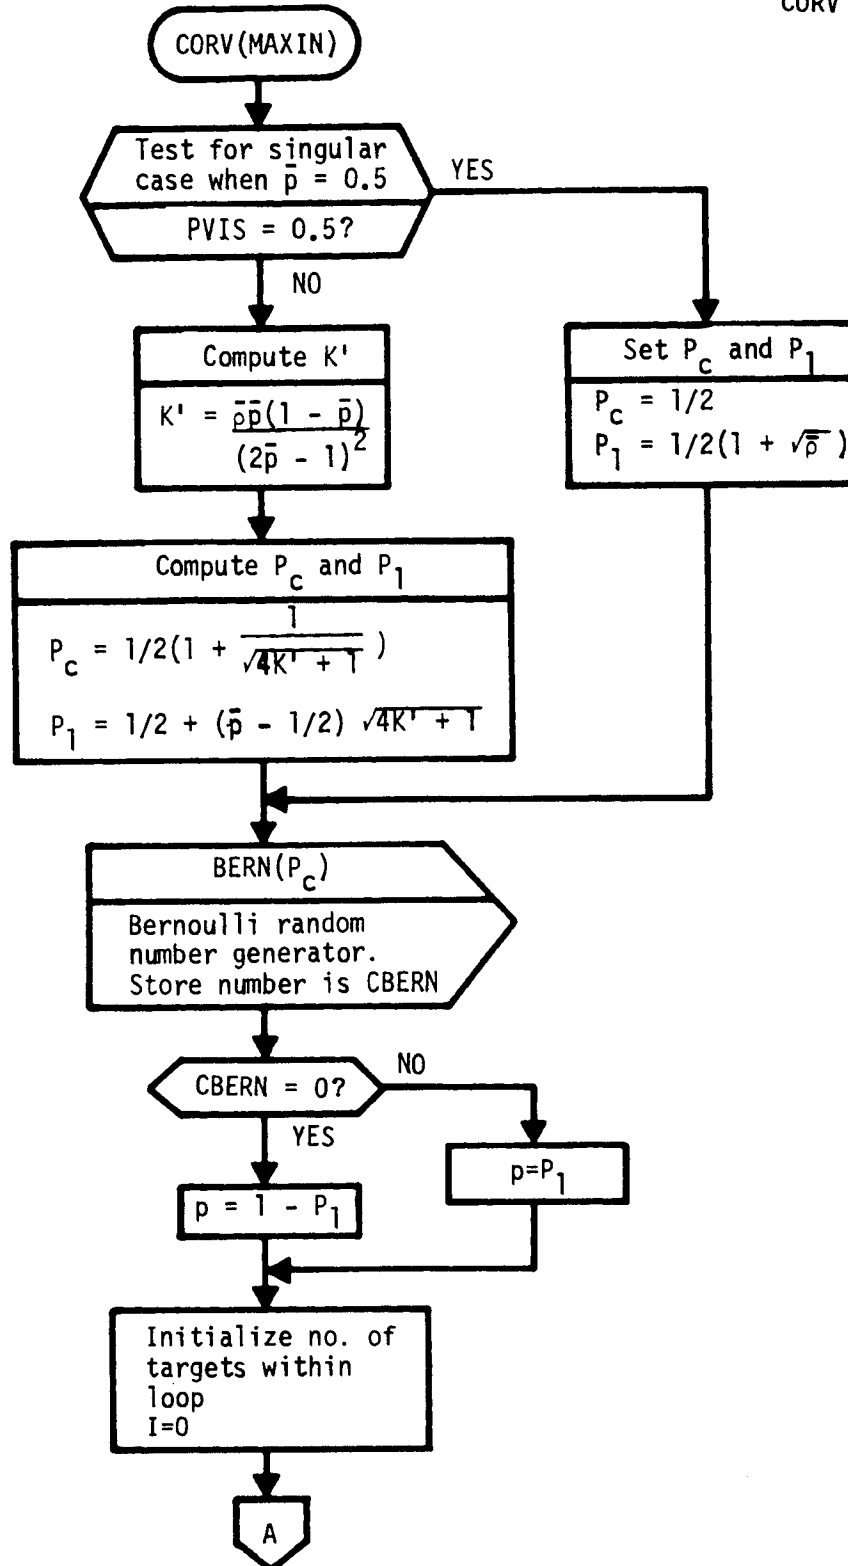 CORV
CORV(MAXIN)
Test for singular
case when p̄ = 0.5
YES
PVIS = 0.5?
NO
Compute K'
K' = ρ̄p̄(1 - p̄)
(2p̄ - 1)²
Set P_c and P_1
P_c = 1/2
P_1 = 1/2(1 + √ρ̄ )
Compute P_c and P_1
P_c = 1/2(1 + 1/√4K' + 1 )
P_1 = 1/2 + (p̄ - 1/2) √4K' + 1
BERN(P_c)
Bernoulli random
number generator.
Store number is CBERN
CBERN = 0?
NO
YES
p=P_1
p = 1 - P_1
Initialize no. of
targets within
loop
I=0
A